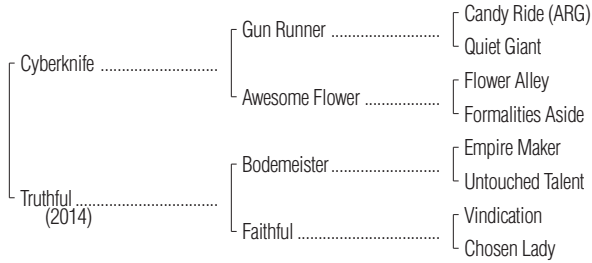 Candy Ride (ARG)
Gun Runner ........................
Quiet Giant
Cyberknife ..........................
Flower Alley
Awesome Flower ................
Formalities Aside
Empire Maker
Bodemeister ........................
Untouched Talent
Truthful ................................
(2014)
Vindication
Faithful ................................
Chosen Lady